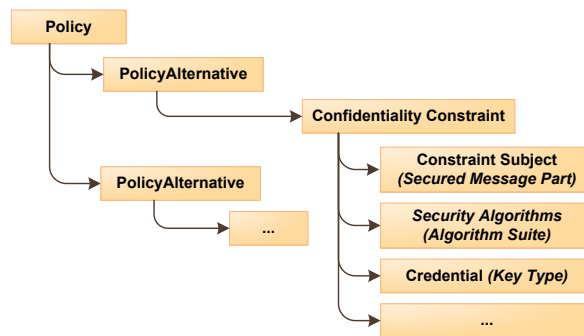 Policy
PolicyAlternative
Confidentiality Constraint
Constraint Subject
(Secured Message Part)
PolicyAlternative
Security Algorithms
(Algorithm Suite)
...
Credential (Key Type)
...